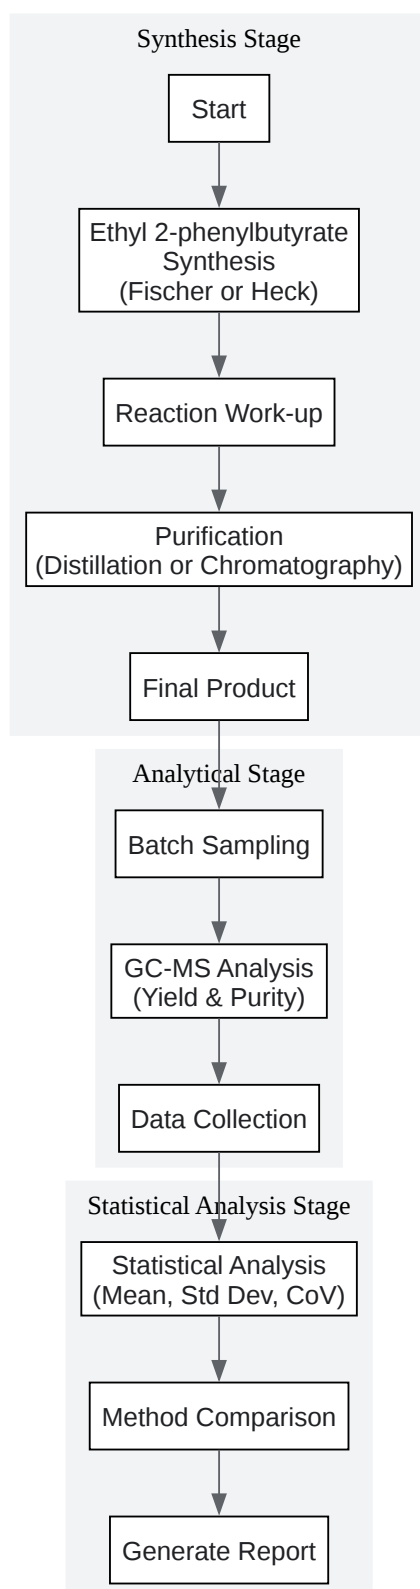 Synthesis Stage
Start
Ethyl 2-phenylbutyrate
Synthesis
(Fischer or Heck)
Reaction Work-up
Purification
(Distillation or Chromatography)
Final Product
Analytical Stage
Batch Sampling
GC-MS Analysis
(Yield & Purity)
Data Collection
Statistical Analysis Stage
Statistical Analysis
(Mean, Std Dev, CoV)
Method Comparison
Generate Report